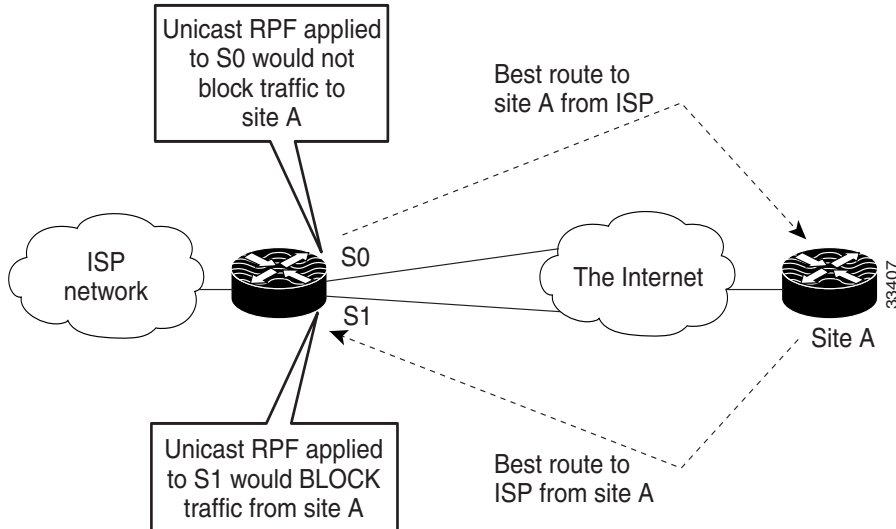 Unicast RPF applied
to S0 would not
block traffic to
site A
Best route to
site A from ISP
ISP
network
S0
S1
The Internet
Site A
33407
Unicast RPF applied
to S1 would BLOCK
traffic from site A
Best route to
ISP from site A